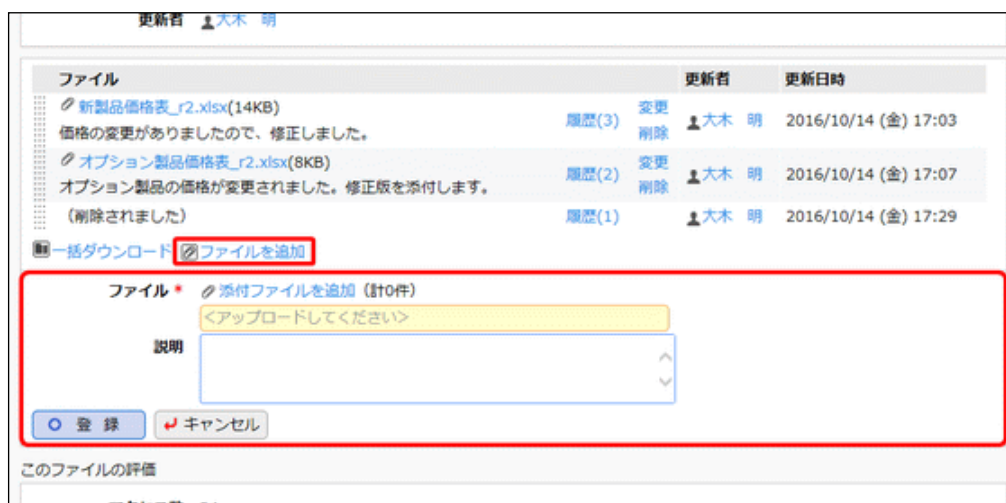 更新者 大木 明
ファイル 更新者 更新日時
新製品価格表_r2.xlsx(14KB) 履歴(3) 変更 大木 明 2016/10/14 (金) 17:03
価格の変更がありましたので、修正しました。 削除
オプション製品価格表_r2.xlsx(8KB) 履歴(2) 変更 大木 明 2016/10/14 (金) 17:07
オプション製品の価格が変更されました。修正版を添付します。 削除
(削除されました) 履歴(1) 大木 明 2016/10/14 (金) 17:29
一括ダウンロード ファイルを追加
ファイル * 添付ファイルを追加 (計0件)
<アップロードしてください>
説明
登 録 キャンセル
このファイルの評価